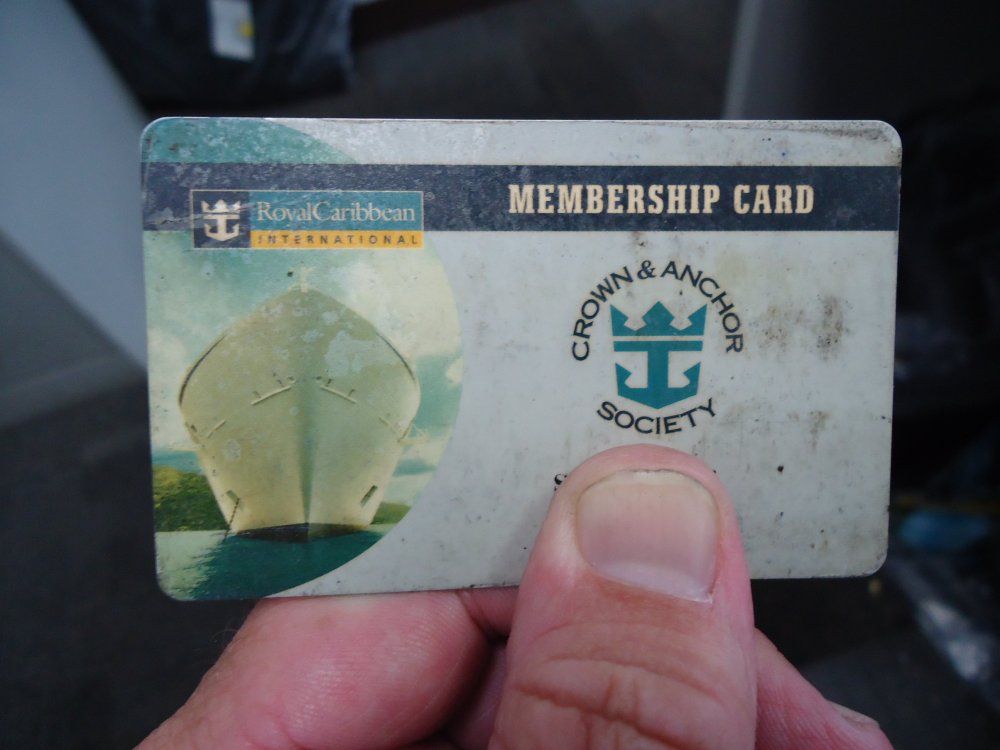 MEMBERSHIP CARD
RoyalCaribbean
INTERNATIONAL
CROWN & ANCHOR
SOCIETY